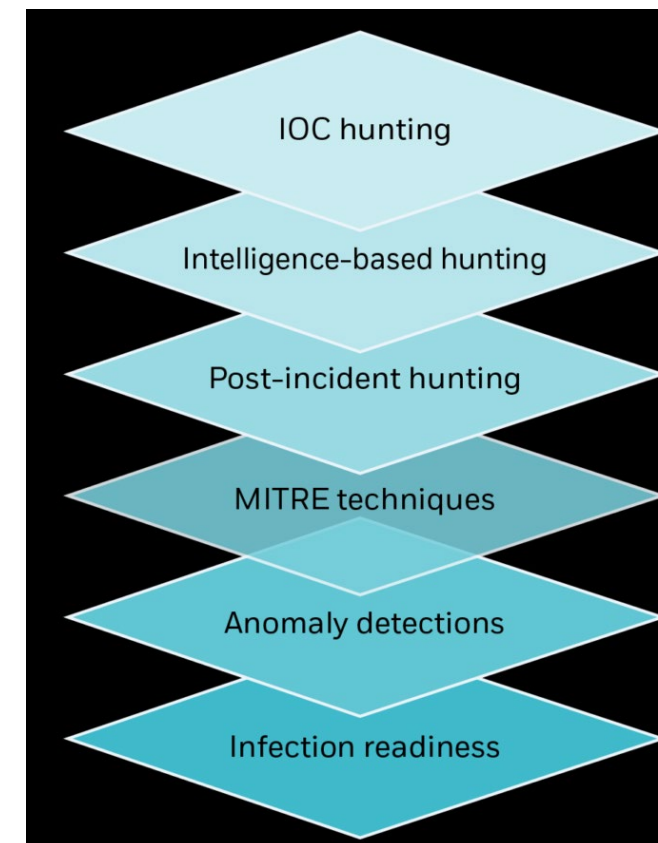 IOC hunting
Intelligence-based hunting
Post-incident hunting
MITRE techniques
Anomaly detections
Infection readiness